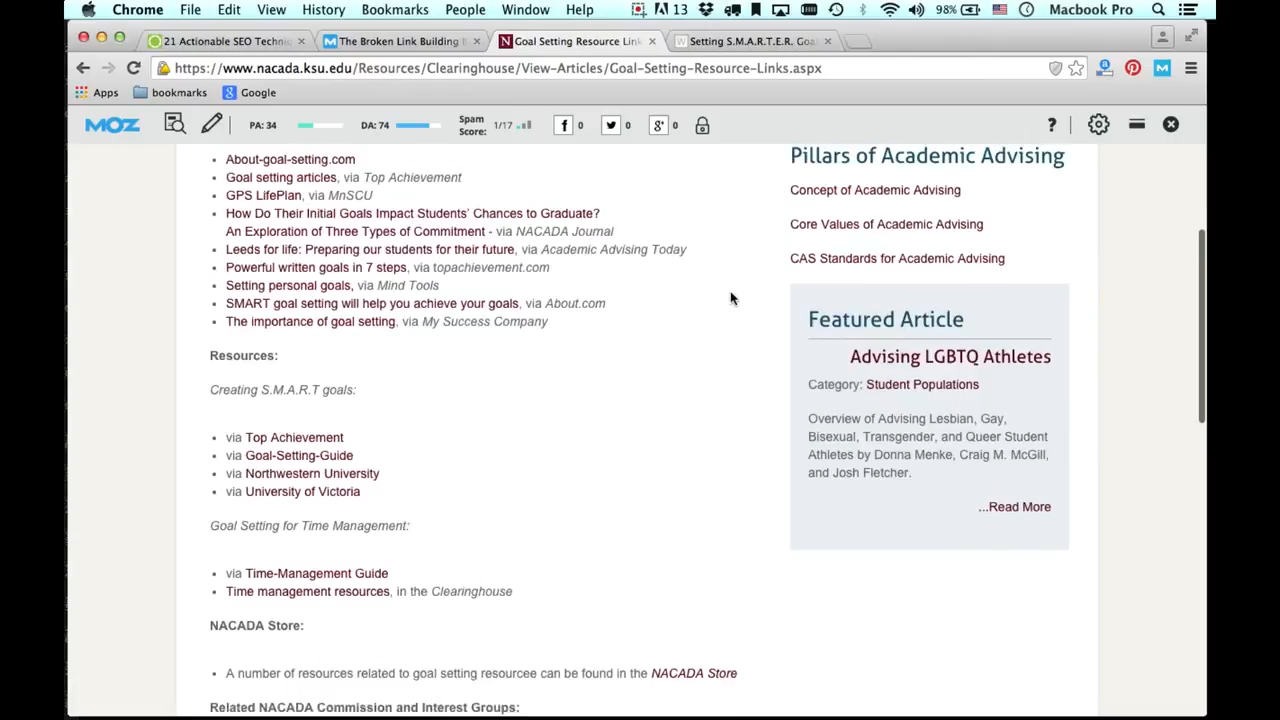 Chrome File Edit View History Bookmarks People Window Help 13 98% Macbook Pro
21 Actionable SEO Techniq
The Broken Link Building B
Goal Setting Resource Link
Setting S.M.A.R.T.E.R. Goal
https://www.nacada.ksu.edu/Resources/Clearinghouse/View-Articles/Goal-Setting-Resource-Links.aspx
Apps bookmarks Google
MOZ PA: 34 DA: 74 Spam Score: 1/17 0 0 0
About-goal-setting.com
Goal setting articles, via Top Achievement
GPS LifePlan, via MnSCU
How Do Their Initial Goals Impact Students' Chances to Graduate?
An Exploration of Three Types of Commitment - via NACADA Journal
Leeds for life: Preparing our students for their future, via Academic Advising Today
Powerful written goals in 7 steps, via topachievement.com
Setting personal goals, via Mind Tools
SMART goal setting will help you achieve your goals, via About.com
The importance of goal setting, via My Success Company
Resources:
Creating S.M.A.R.T goals:
via Top Achievement
via Goal-Setting-Guide
via Northwestern University
via University of Victoria
Goal Setting for Time Management:
via Time-Management Guide
Time management resources, in the Clearinghouse
NACADA Store:
A number of resources related to goal setting resourcee can be found in the NACADA Store
Related NACADA Commission and Interest Groups:
Pillars of Academic Advising
Concept of Academic Advising
Core Values of Academic Advising
CAS Standards for Academic Advising
Featured Article
Advising LGBTQ Athletes
Category: Student Populations
Overview of Advising Lesbian, Gay,
Bisexual, Transgender, and Queer Student
Athletes by Donna Menke, Craig M. McGill,
and Josh Fletcher.
...Read More